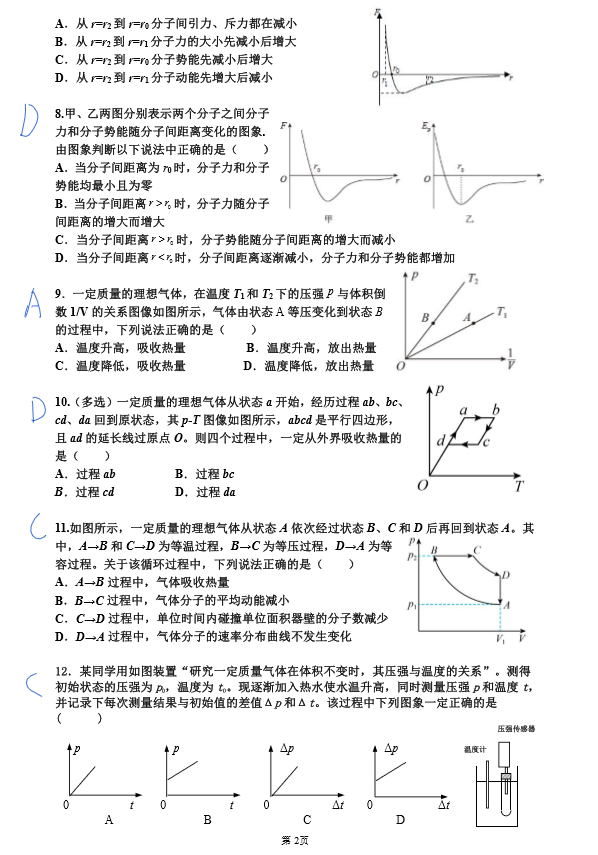 A．从 r=r2 到 r=r0 分子间引力、斥力都在减小
B．从 r=r2 到 r=r1 分子力的大小先减小后增大
C．从 r=r2 到 r=r0 分子势能先减小后增大
D．从 r=r2 到 r=r1 分子动能先增大后减小
F
O
r1
r0
r2
r
D
8.甲、乙两图分别表示两个分子之间分子
力和分子势能随分子间距离变化的图象.
由图象判断以下说法中正确的是（　　）
A．当分子间距离为 r0 时，分子力和分子
势能均最小且为零
B．当分子间距离 r＞r0 时，分子力随分子
间距离的增大而增大
C．当分子间距离 r＞r0 时，分子势能随分子间距离的增大而减小
D．当分子间距离 r＜r0 时，分子间距离逐渐减小，分子力和分子势能都增加
F
O
r0
r
甲
Ep
O
r0
r
乙
A
9．一定质量的理想气体，在温度 T1 和 T2 下的压强 P 与体积倒
数 1/V 的关系图像如图所示，气体由状态 A 等压变化到状态 B
的过程中，下列说法正确的是（　　）
A．温度升高，吸收热量　　B．温度升高，放出热量
C．温度降低，吸收热量　　D．温度降低，放出热量
p
T2
B
A
T1
O
1/V
D
10.（多选）一定质量的理想气体从状态 a 开始，经历过程 ab、bc、
cd、da 回到原状态，其 p-T 图像如图所示，abcd 是平行四边形，
且 ad 的延长线过原点 O。则四个过程中，一定从外界吸收热量的
是（　　）
A．过程 ab　　B．过程 bc
B．过程 cd　　D．过程 da
p
a
b
d
c
O
T
C
11.如图所示，一定质量的理想气体从状态 A 依次经过状态 B、C 和 D 后再回到状态 A。其
中，A→B 和 C→D 为等温过程，B→C 为等压过程，D→A 为等
容过程。关于该循环过程中，下列说法正确的是（　　）
A．A→B 过程中，气体吸收热量
B．B→C 过程中，气体分子的平均动能减小
C．C→D 过程中，单位时间内碰撞单位面积器壁的分子数减少
D．D→A 过程中，气体分子的速率分布曲线不发生变化
p
p2
B
C
D
p1
A
V1
V
C
12．某同学用如图装置“研究一定质量气体在体积不变时，其压强与温度的关系”。测得
初始状态的压强为 p0，温度为 t0。现逐渐加入热水使水温升高，同时测量压强 p 和温度 t，
并记录下每次测量结果与初始值的差值Δp 和Δt。该过程中下列图象一定正确的是
（　　）
压强传感器
温度计
p
0
t
A
p
0
t
B
Δp
0
Δt
C
Δp
0
Δt
D
第 2页